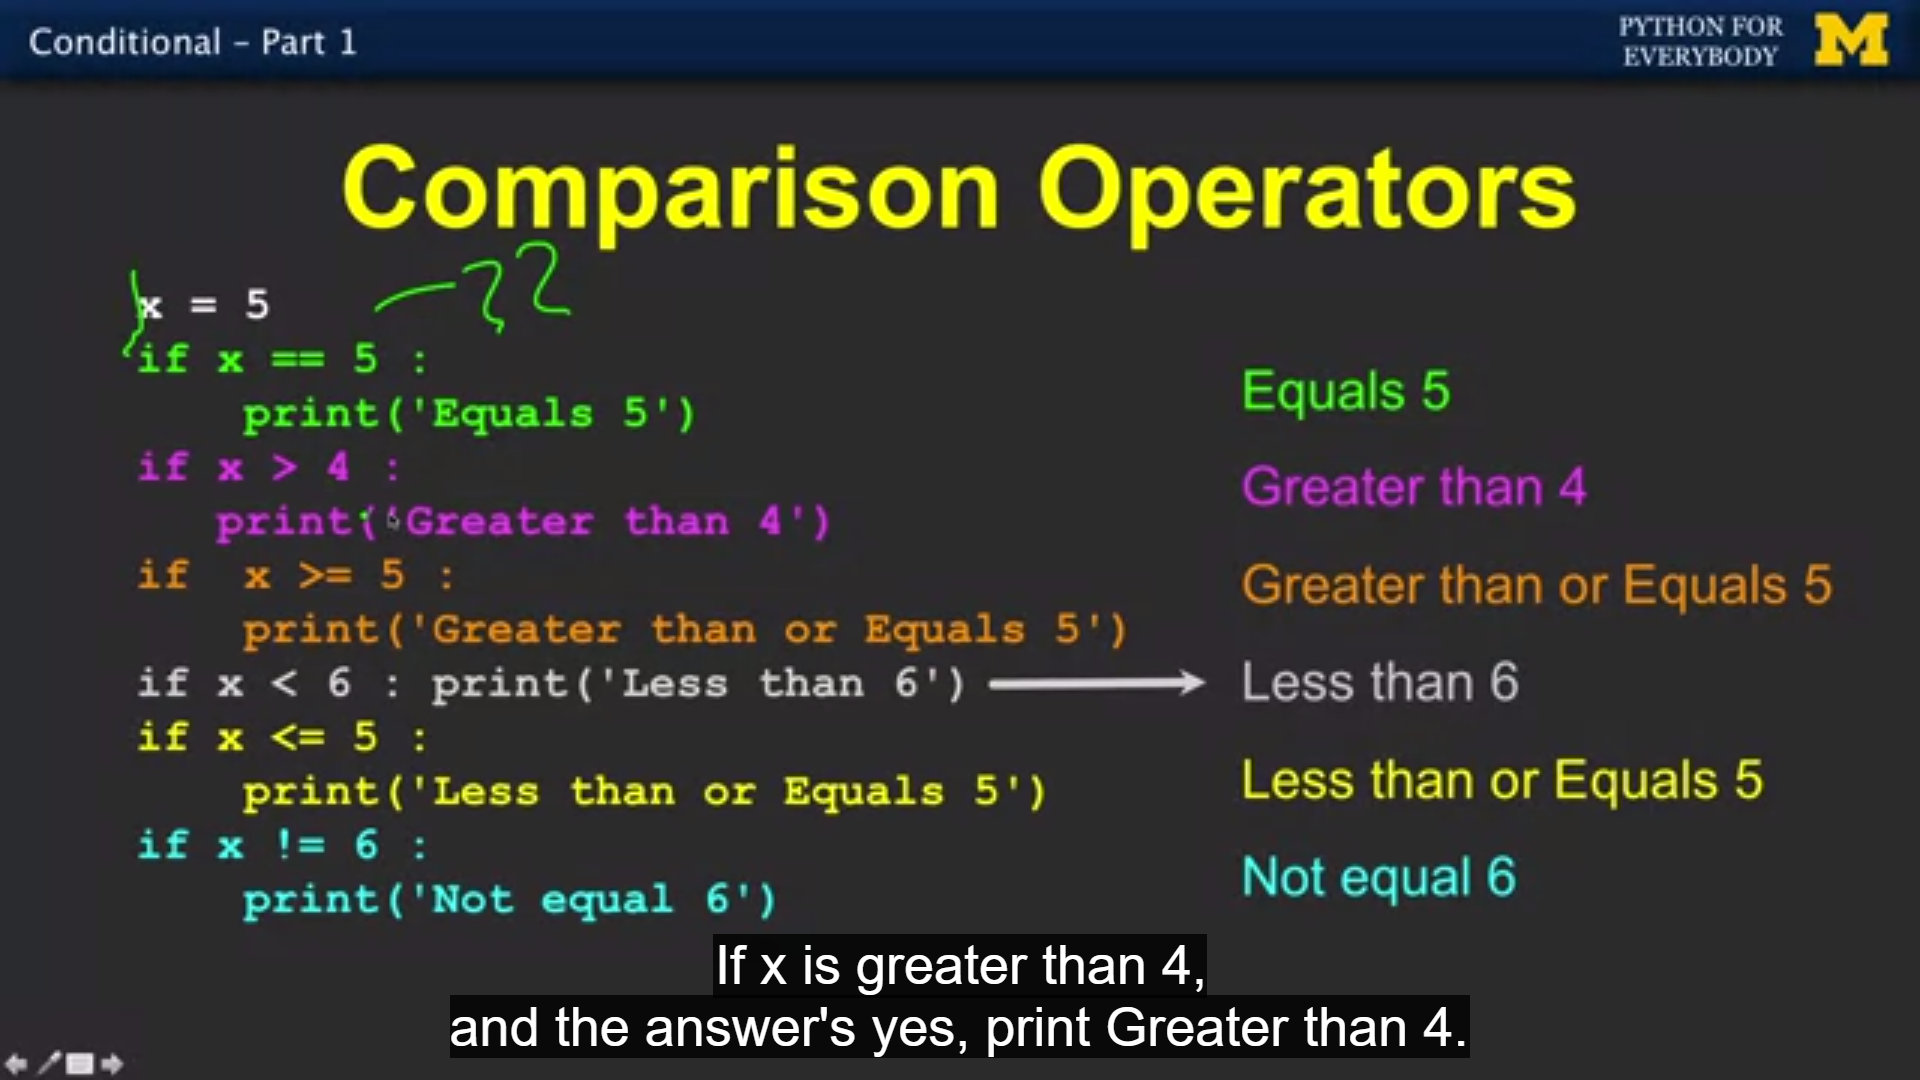 Conditional – Part 1
PYTHON FOR
EVERYBODY
M
Comparison Operators
x = 5
if x == 5 :
    print('Equals 5')
if x > 4 :
   print('Greater than 4')
if  x >= 5 :
    print('Greater than or Equals 5')
if x < 6 : print('Less than 6')
if x <= 5 :
    print('Less than or Equals 5')
if x != 6 :
    print('Not equal 6')
Equals 5
Greater than 4
Greater than or Equals 5
Less than 6
Less than or Equals 5
Not equal 6
If x is greater than 4,
and the answer's yes, print Greater than 4.